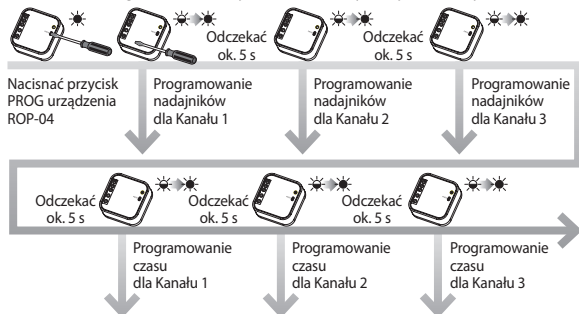 Odczekać
ok. 5 s
Odczekać
ok. 5 s
Nacisnać przycisk
PROG urządzenia
ROP-04
Programowanie
nadajników
dla Kanału 1
Programowanie
nadajników
dla Kanału 2
Programowanie
nadajników
dla Kanału 3
Odczekać
ok. 5 s
Odczekać
ok. 5 s
Odczekać
ok. 5 s
Programowanie
czasu
dla Kanału 1
Programowanie
czasu
dla Kanału 2
Programowanie
czasu
dla Kanału 3